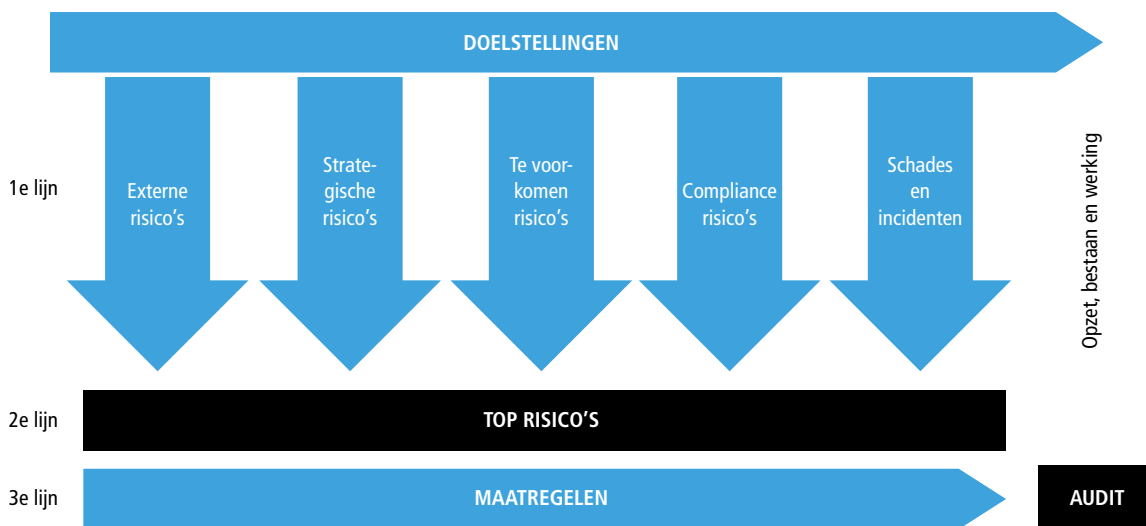 DOELSTELLINGEN
1e lijn
Externe
risico’s
Strate-
gische
risico’s
Te voor-
komen
risico’s
Compliance
risico’s
Schades
en
incidenten
Opzet, bestaan en werking
2e lijn
TOP RISICO’S
3e lijn
MAATREGELEN
AUDIT